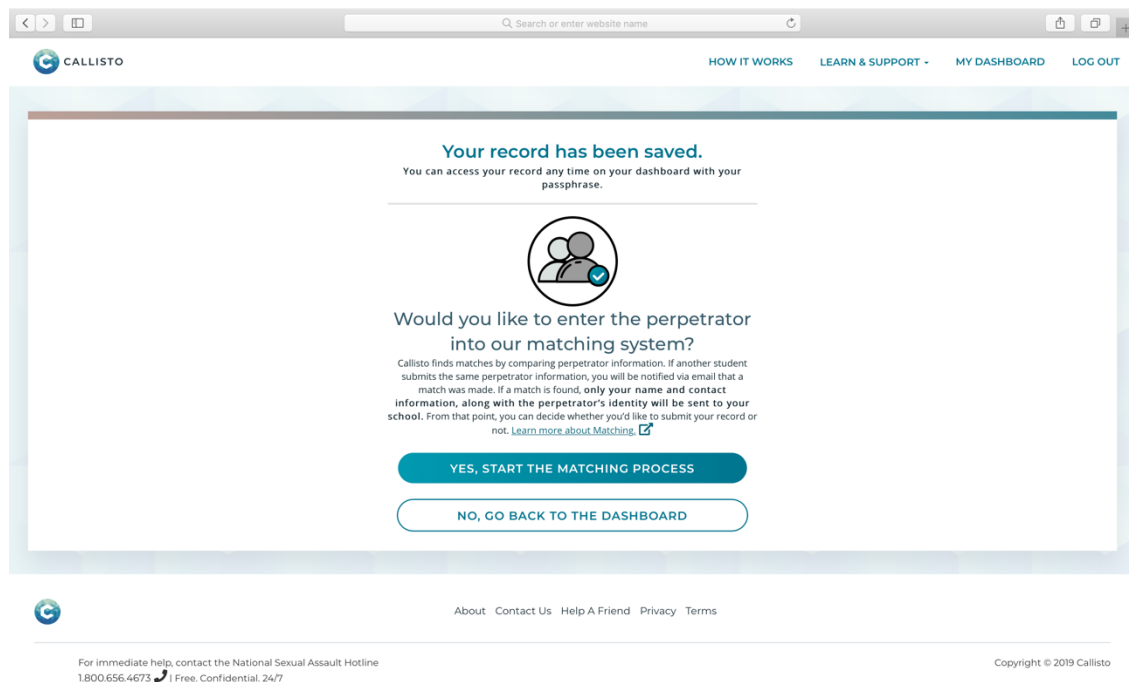 Search or enter website name
CALLISTO
HOW IT WORKS LEARN & SUPPORT MY DASHBOARD LOG OUT
Your record has been saved.
You can access your record any time on your dashboard with your
passphrase.
Would you like to enter the perpetrator
into our matching system?
Callisto finds matches by comparing perpetrator information. If another student
submits the same perpetrator information, you will be notified via email that a
match was made. If a match is found, only your name and contact
information, along with the perpetrator's identity will be sent to your
school. From that point, you can decide whether you'd like to submit your record or
not. Learn more about Matching.
YES, START THE MATCHING PROCESS
NO, GO BACK TO THE DASHBOARD
About Contact Us Help A Friend Privacy Terms
For immediate help, contact the National Sexual Assault Hotline
1.800.656.4673 | Free. Confidential. 24/7
Copyright © 2019 Callisto